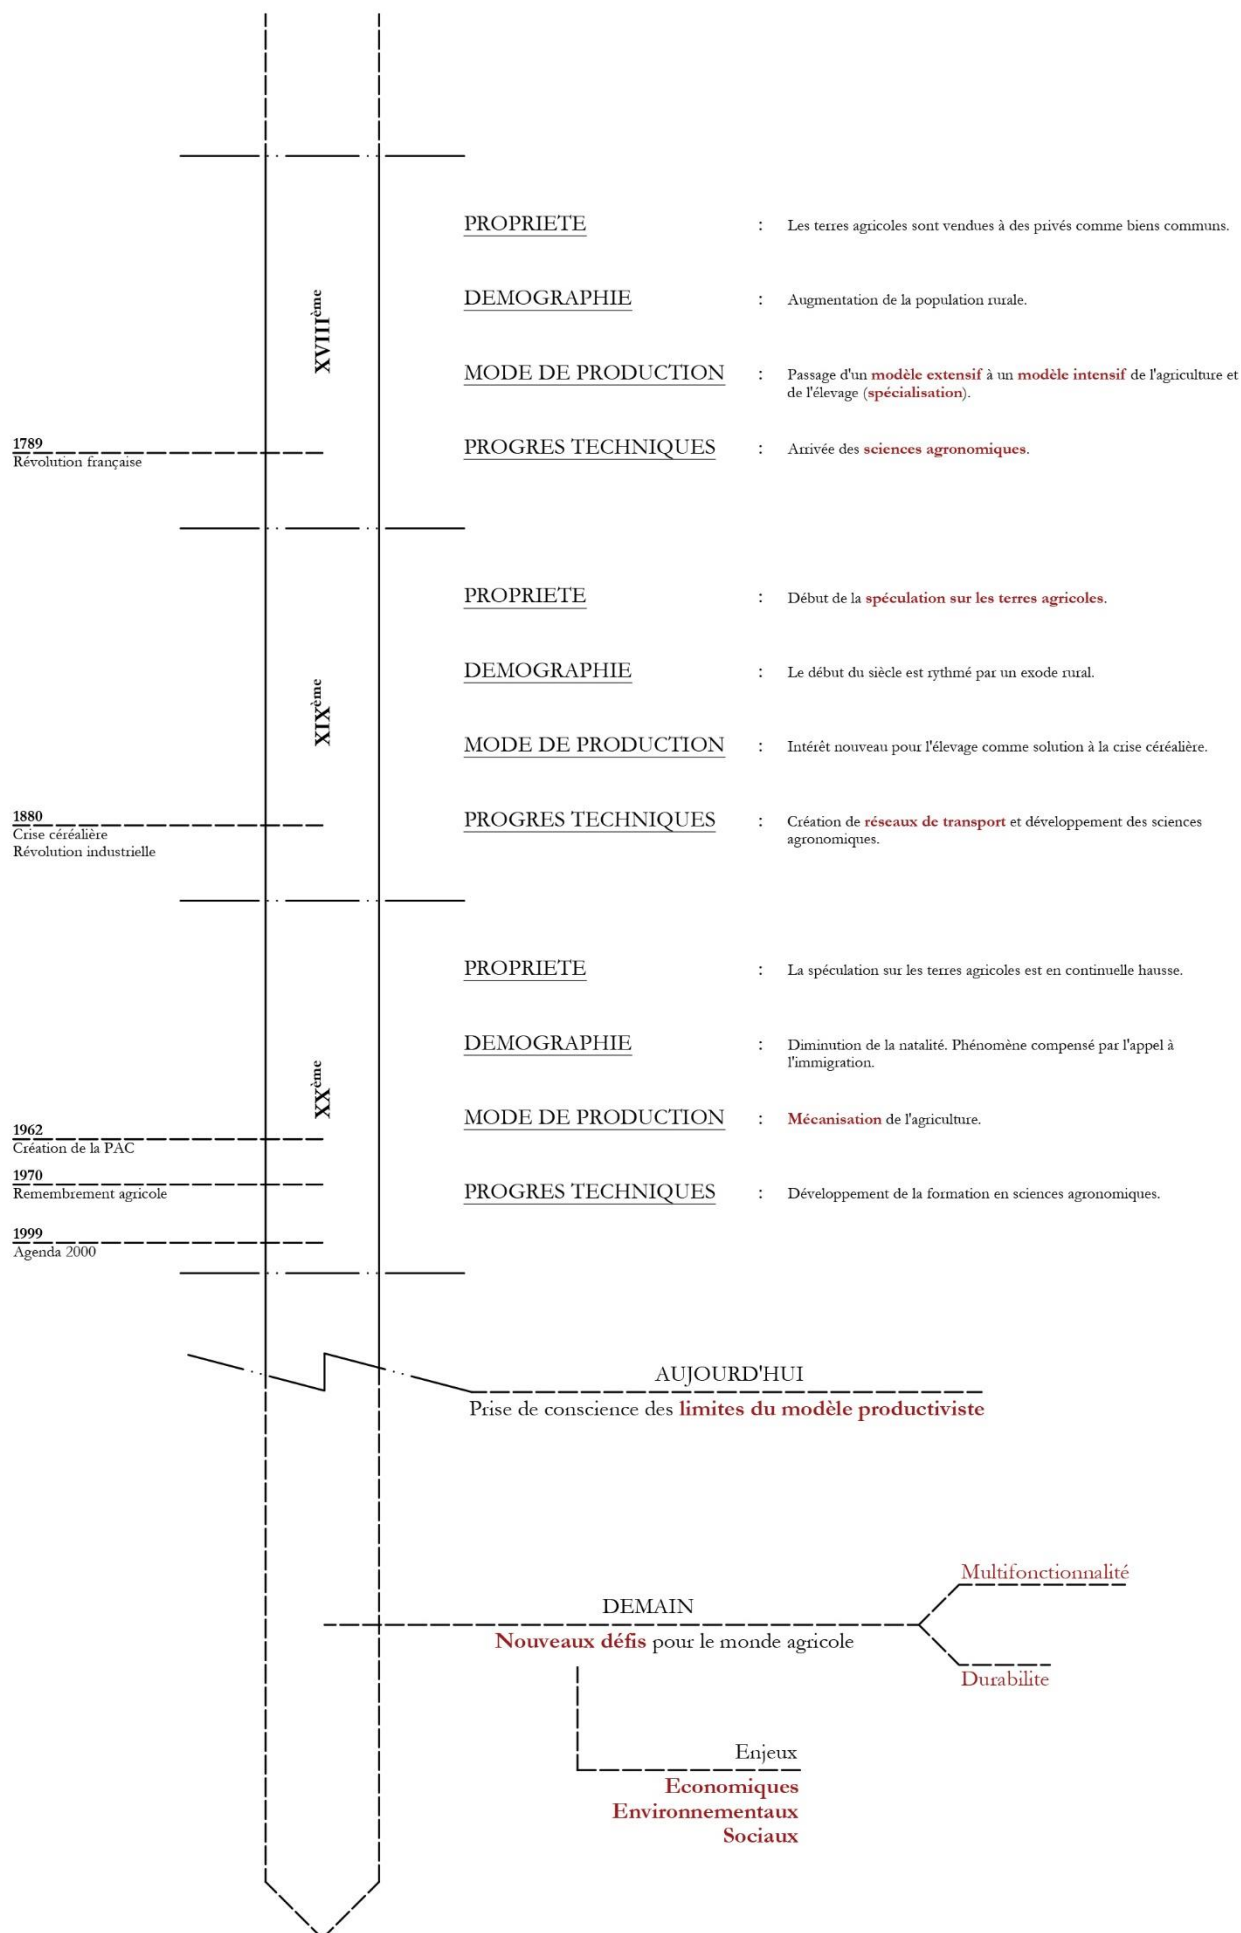 XVIIIème
PROPRIETE : Les terres agricoles sont vendues à des privés comme biens communs.
DEMOGRAPHIE : Augmentation de la population rurale.
MODE DE PRODUCTION : Passage d'un modèle extensif à un modèle intensif de l'agriculture et
de l'élevage (spécialisation).
1789
Révolution française
PROGRES TECHNIQUES : Arrivée des sciences agronomiques.
XIXème
PROPRIETE : Début de la spéculation sur les terres agricoles.
DEMOGRAPHIE : Le début du siècle est rythmé par un exode rural.
MODE DE PRODUCTION : Intérêt nouveau pour l'élevage comme solution à la crise céréalière.
1880
Crise céréalière
Révolution industrielle
PROGRES TECHNIQUES : Création de réseaux de transport et développement des sciences
agronomiques.
XXème
PROPRIETE : La spéculation sur les terres agricoles est en continuelle hausse.
DEMOGRAPHIE : Diminution de la natalité. Phénomène compensé par l'appel à
l'immigration.
MODE DE PRODUCTION : Mécanisation de l'agriculture.
1962
Création de la PAC
1970
Remembrement agricole
PROGRES TECHNIQUES : Développement de la formation en sciences agronomiques.
1999
Agenda 2000
AUJOURD'HUI
Prise de conscience des limites du modèle productiviste
Multifonctionnalité
DEMAIN
Nouveaux défis pour le monde agricole
Durabilite
Enjeux
Economiques
Environnementaux
Sociaux